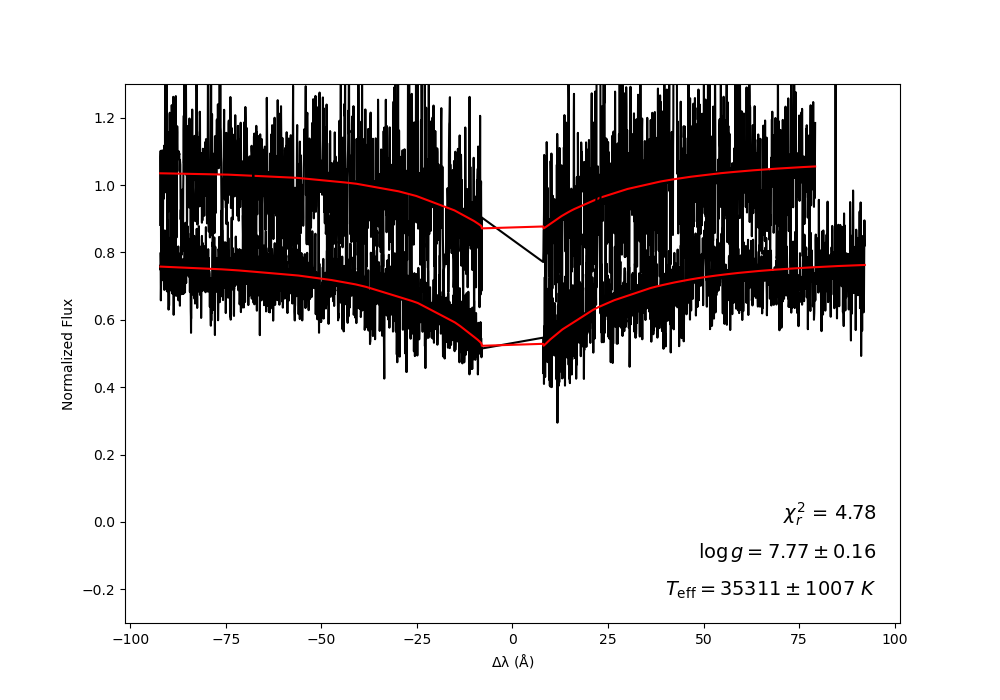 1.2
1.0
0.8
0.6
0.4
0.2
0.0
−0.2
Normalized Flux
χ²ᵣ = 4.78
log g = 7.77 ± 0.16
T_eff = 35311 ± 1007 K
−100 −75 −50 −25 0 25 50 75 100
Δλ (Å)